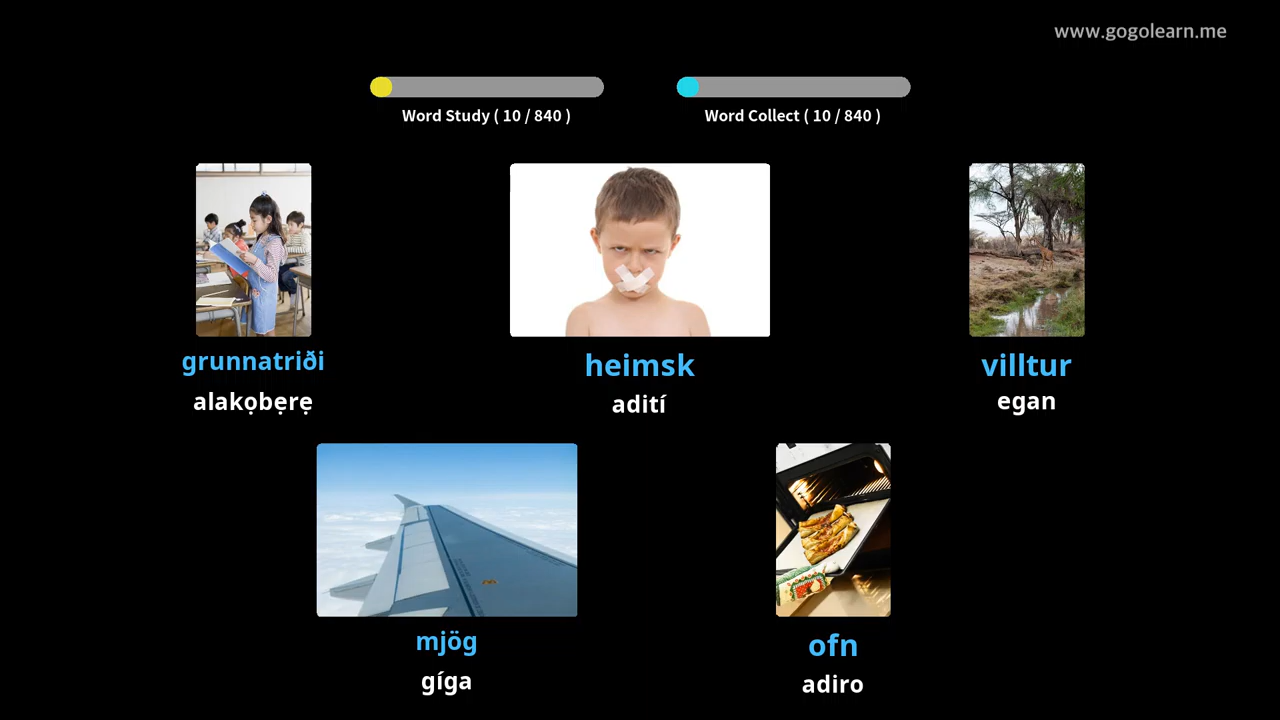 www.gogolearn.me
Word Study ( 10 / 840 )
Word Collect ( 10 / 840 )
grunnatriði
alakọbẹrẹ
heimsk
adití
villtur
egan
mjög
gíga
ofn
adiro